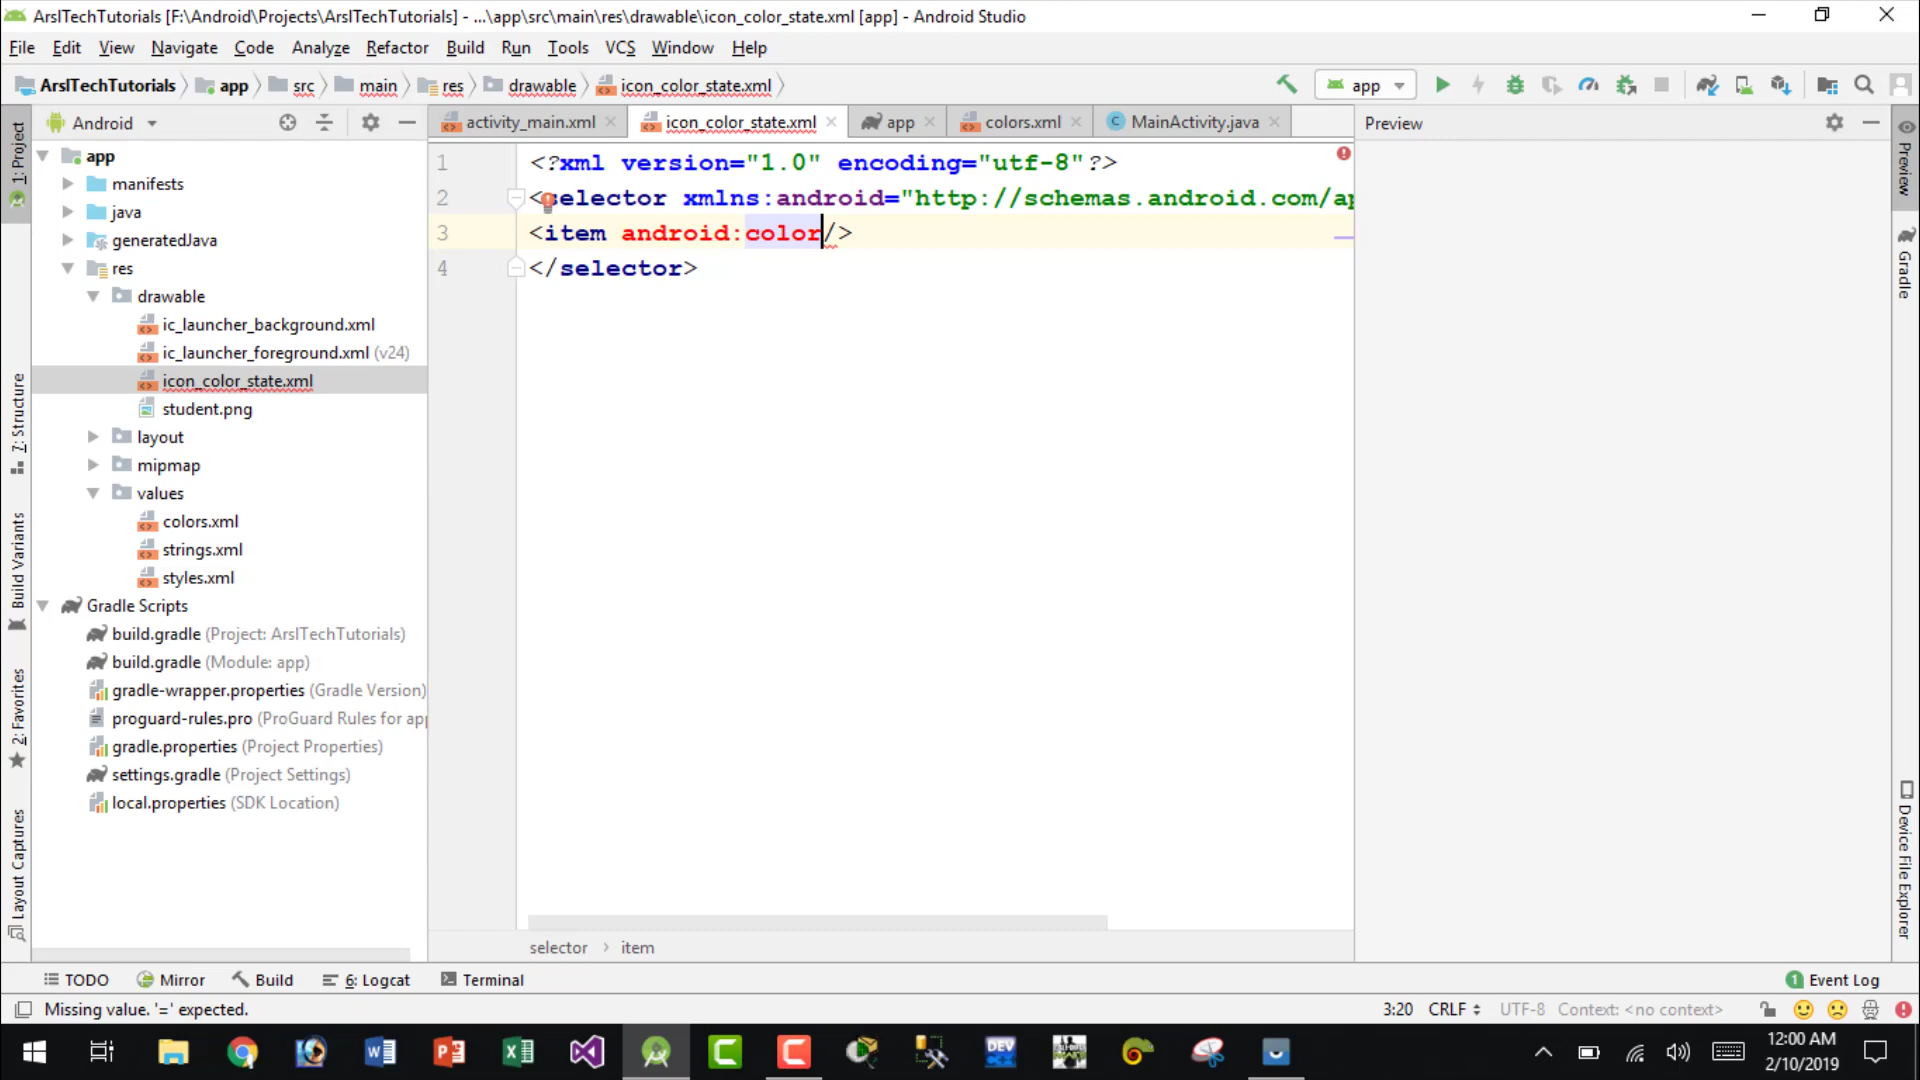 ArslTechTutorials [F:\Android\Projects\ArslTechTutorials] - ...\app\src\main\res\drawable\icon_color_state.xml [app] - Android Studio
File Edit View Navigate Code Analyze Refactor Build Run Tools VCS Window Help
ArslTechTutorials app src main res drawable icon_color_state.xml
app
Android
activity_main.xml icon_color_state.xml app colors.xml MainActivity.java
Preview
1: Project
7: Structure
Build Variants
2: Favorites
Layout Captures
app
manifests
java
generatedJava
res
drawable
ic_launcher_background.xml
ic_launcher_foreground.xml (v24)
icon_color_state.xml
student.png
layout
mipmap
values
colors.xml
strings.xml
styles.xml
Gradle Scripts
build.gradle (Project: ArslTechTutorials)
build.gradle (Module: app)
gradle-wrapper.properties (Gradle Version)
proguard-rules.pro (ProGuard Rules for app
gradle.properties (Project Properties)
settings.gradle (Project Settings)
local.properties (SDK Location)
1 <?xml version="1.0" encoding="utf-8"?>
2 <selector xmlns:android="http://schemas.android.com/ap
3 <item android:color/>
4 </selector>
selector › item
Preview
Gradle
Device File Explorer
TODO Mirror Build 6: Logcat Terminal 1 Event Log
Missing value. '=' expected. 3:20 CRLF UTF-8 Context: <no context>
12:00 AM
2/10/2019